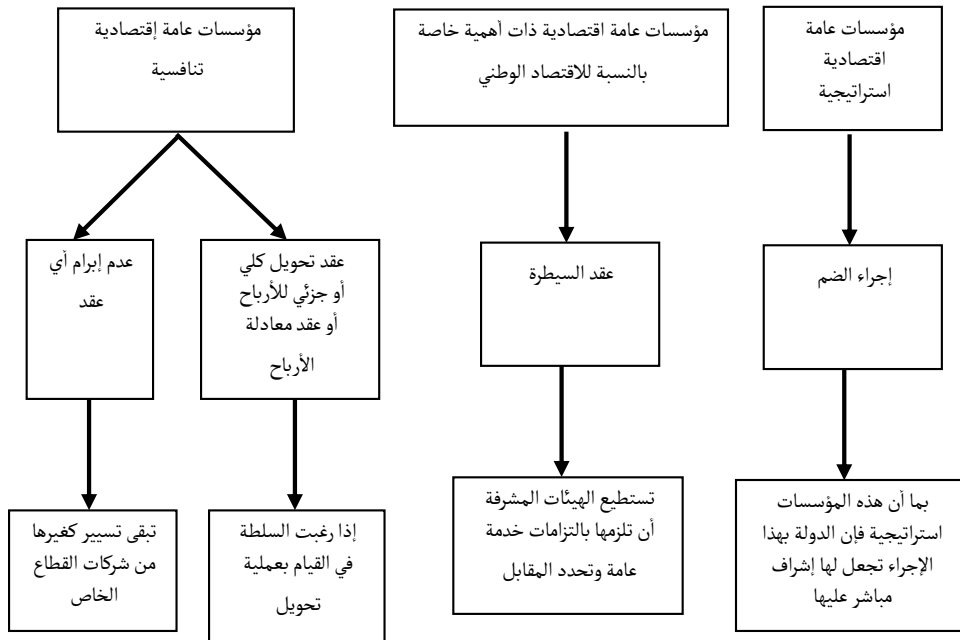 مؤسسات عامة
اقتصادية
استراتيجية
مؤسسات عامة اقتصادية ذات أهمية خاصة
بالنسبة للاقتصاد الوطني
مؤسسات عامة إقتصادية
تنافسية
إجراء الضم
عقد السيطرة
عقد تحويل كلي
أو جزئي للأرباح
أو عقد معادلة
الأرباح
عدم إبرام أي
عقد
بما أن هذه المؤسسات
استراتيجية فإن الدولة بهذا
الإجراء تجعل لها إشراف
مباشر عليها
تستطيع الهيئات المشرفة
أن تلزمها بالتزامات خدمة
عامة وتحدد المقابل
إذا رغبت السلطة
في القيام بعملية
تحويل
تبقى تسيير كغيرها
من شركات القطاع
الخاص